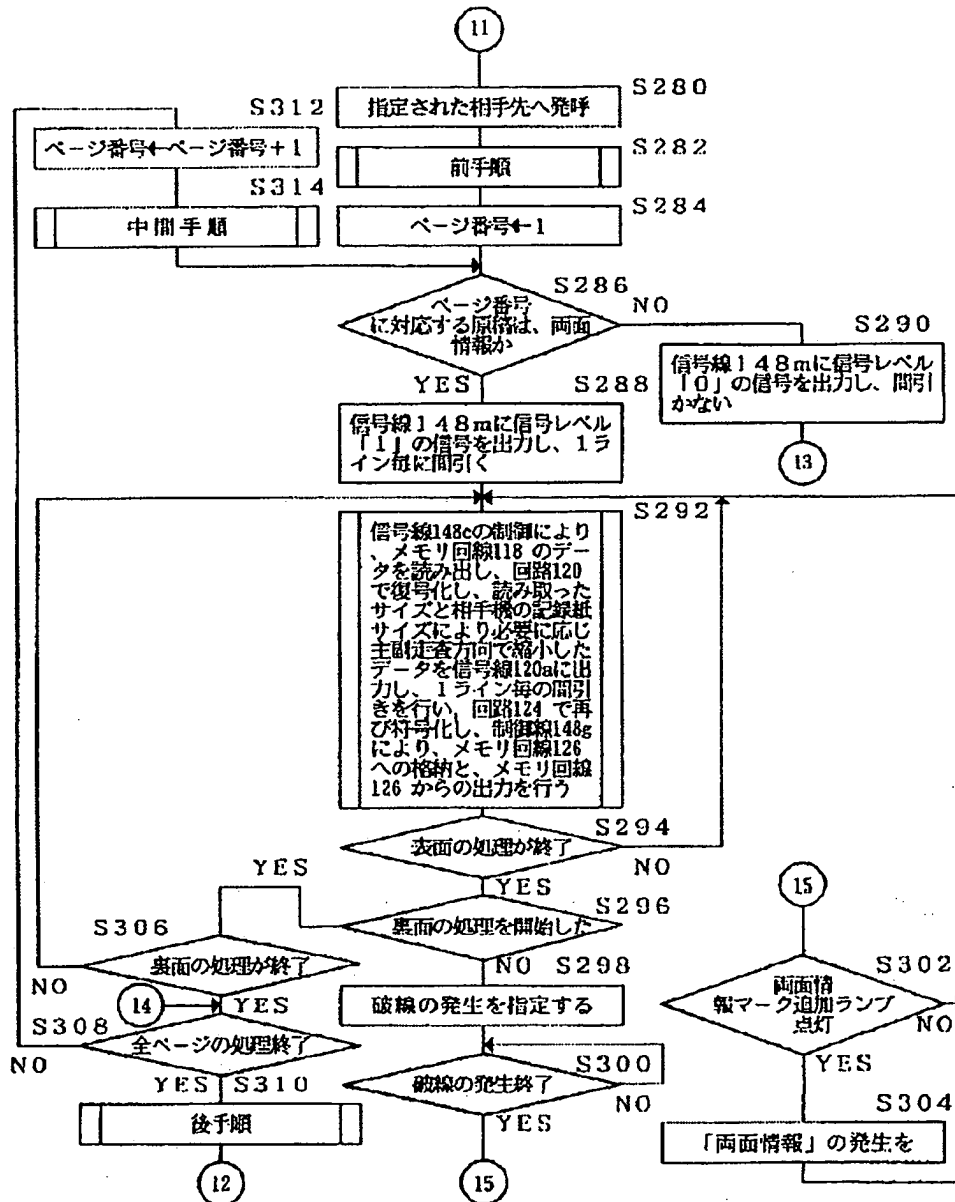 11
S280
指定された相手先へ発呼
S312
ページ番号←ページ番号+1
S282
前手順
S314
中間手順
S284
ページ番号←1
S286
ページ番号
に対応する原稿は、両面
情報か
NO
YES
S290
信号線148mに信号レベル
「0」の信号を出力し、間引
かない
13
S288
信号線148mに信号レベル
「1」の信号を出力し、1ラ
イン毎に間引く
S292
信号線148cの制御により
、メモリ回線118 のデー
タを読み出し、回路120
で復号化し、読み取った
サイズと相手機の記録紙
サイズにより必要に応じ
主副走査方向で縮小した
データを信号線120aに出
力し、1ライン毎の間引
きを行い、回路124 で再
び符号化し、制御線148g
により、メモリ回線126
への格納と、メモリ回線
126 からの出力を行う
S294
表面の処理が終了
NO
YES
S296
裏面の処理を開始した
YES
NO
S306
裏面の処理が終了
NO
YES
14
S298
破線の発生を指定する
S308
全ページの処理終了
NO
YES
S300
破線の発生終了
NO
YES
S310
後手順
12
15
15
S302
両面情
報マーク追加ランプ
点灯
NO
YES
S304
「両面情報」の発生を